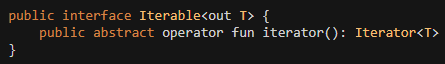 public interface Iterable<out T> {
    public abstract operator fun iterator(): Iterator<T>
}